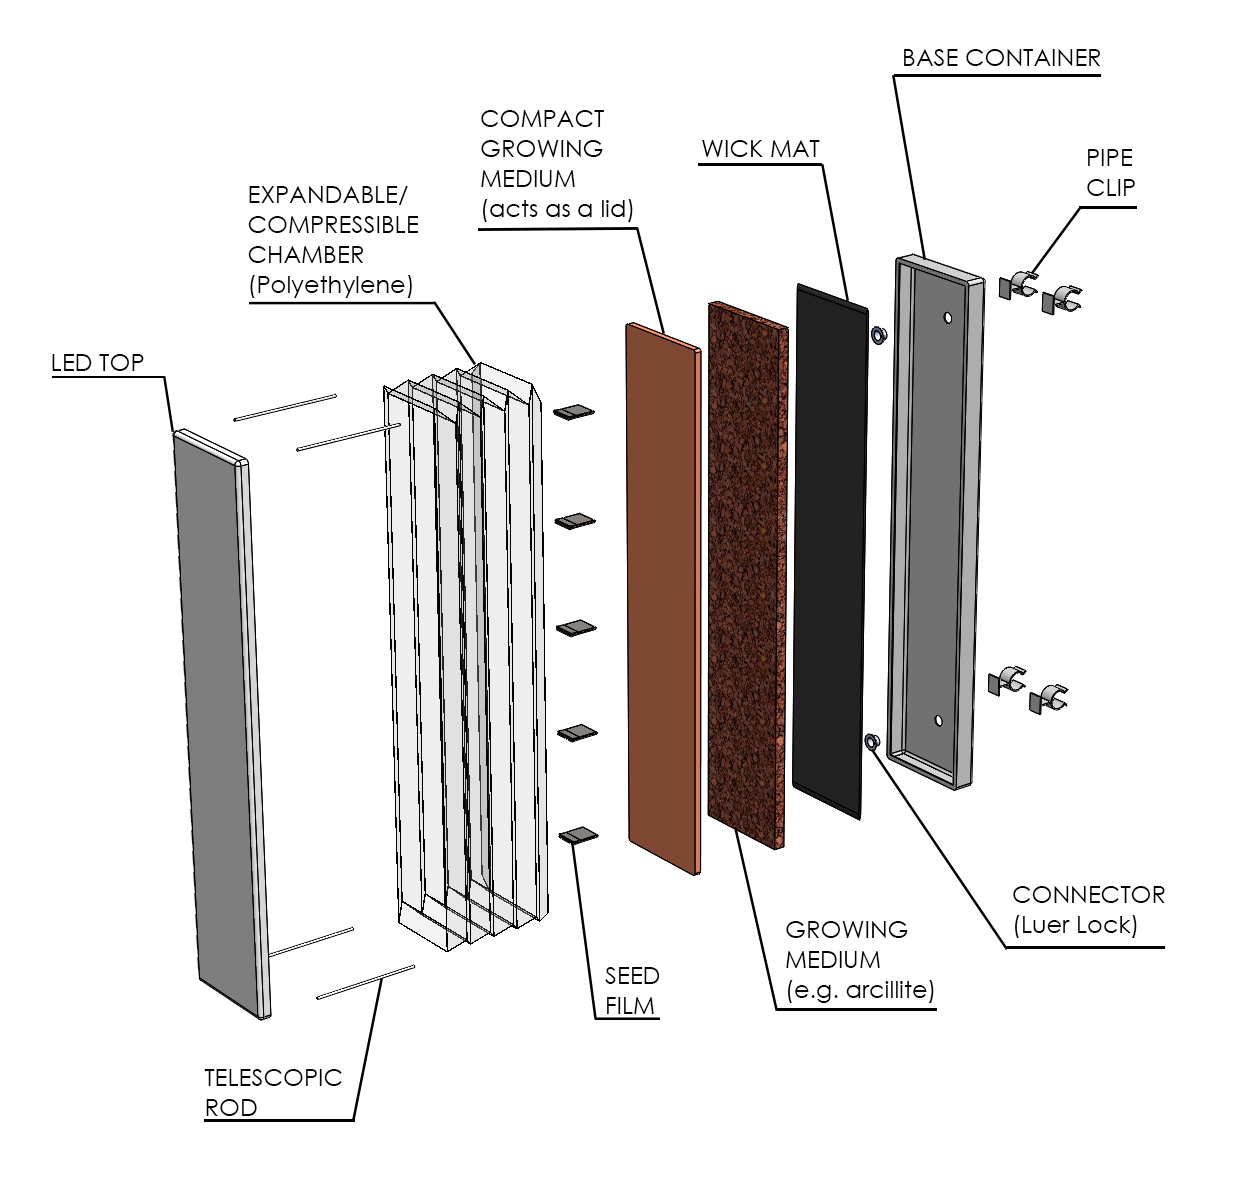 BASE CONTAINER
COMPACT
GROWING
MEDIUM
(acts as a lid)
WICK MAT
PIPE
CLIP
EXPANDABLE/
COMPRESSIBLE
CHAMBER
(Polyethylene)
LED TOP
CONNECTOR
(Luer Lock)
GROWING
MEDIUM
(e.g. arcillite)
SEED
FILM
TELESCOPIC
ROD